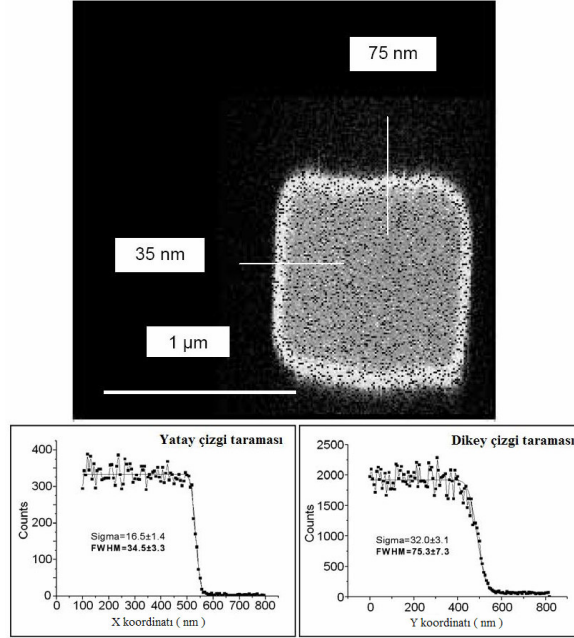 75 nm
35 nm
1 µm
Yatay çizgi taraması
400
300
200
100
0
Counts
Sigma=16.5±1.4
FWHM=34.5±3.3
0 100 200 300 400 500 600 700 800
X koordinatı ( nm )
Dikey çizgi taraması
2500
2000
1500
1000
500
0
Counts
Sigma=32.0±3.1
FWHM=75.3±7.3
0 200 400 600 800
Y koordinatı ( nm )